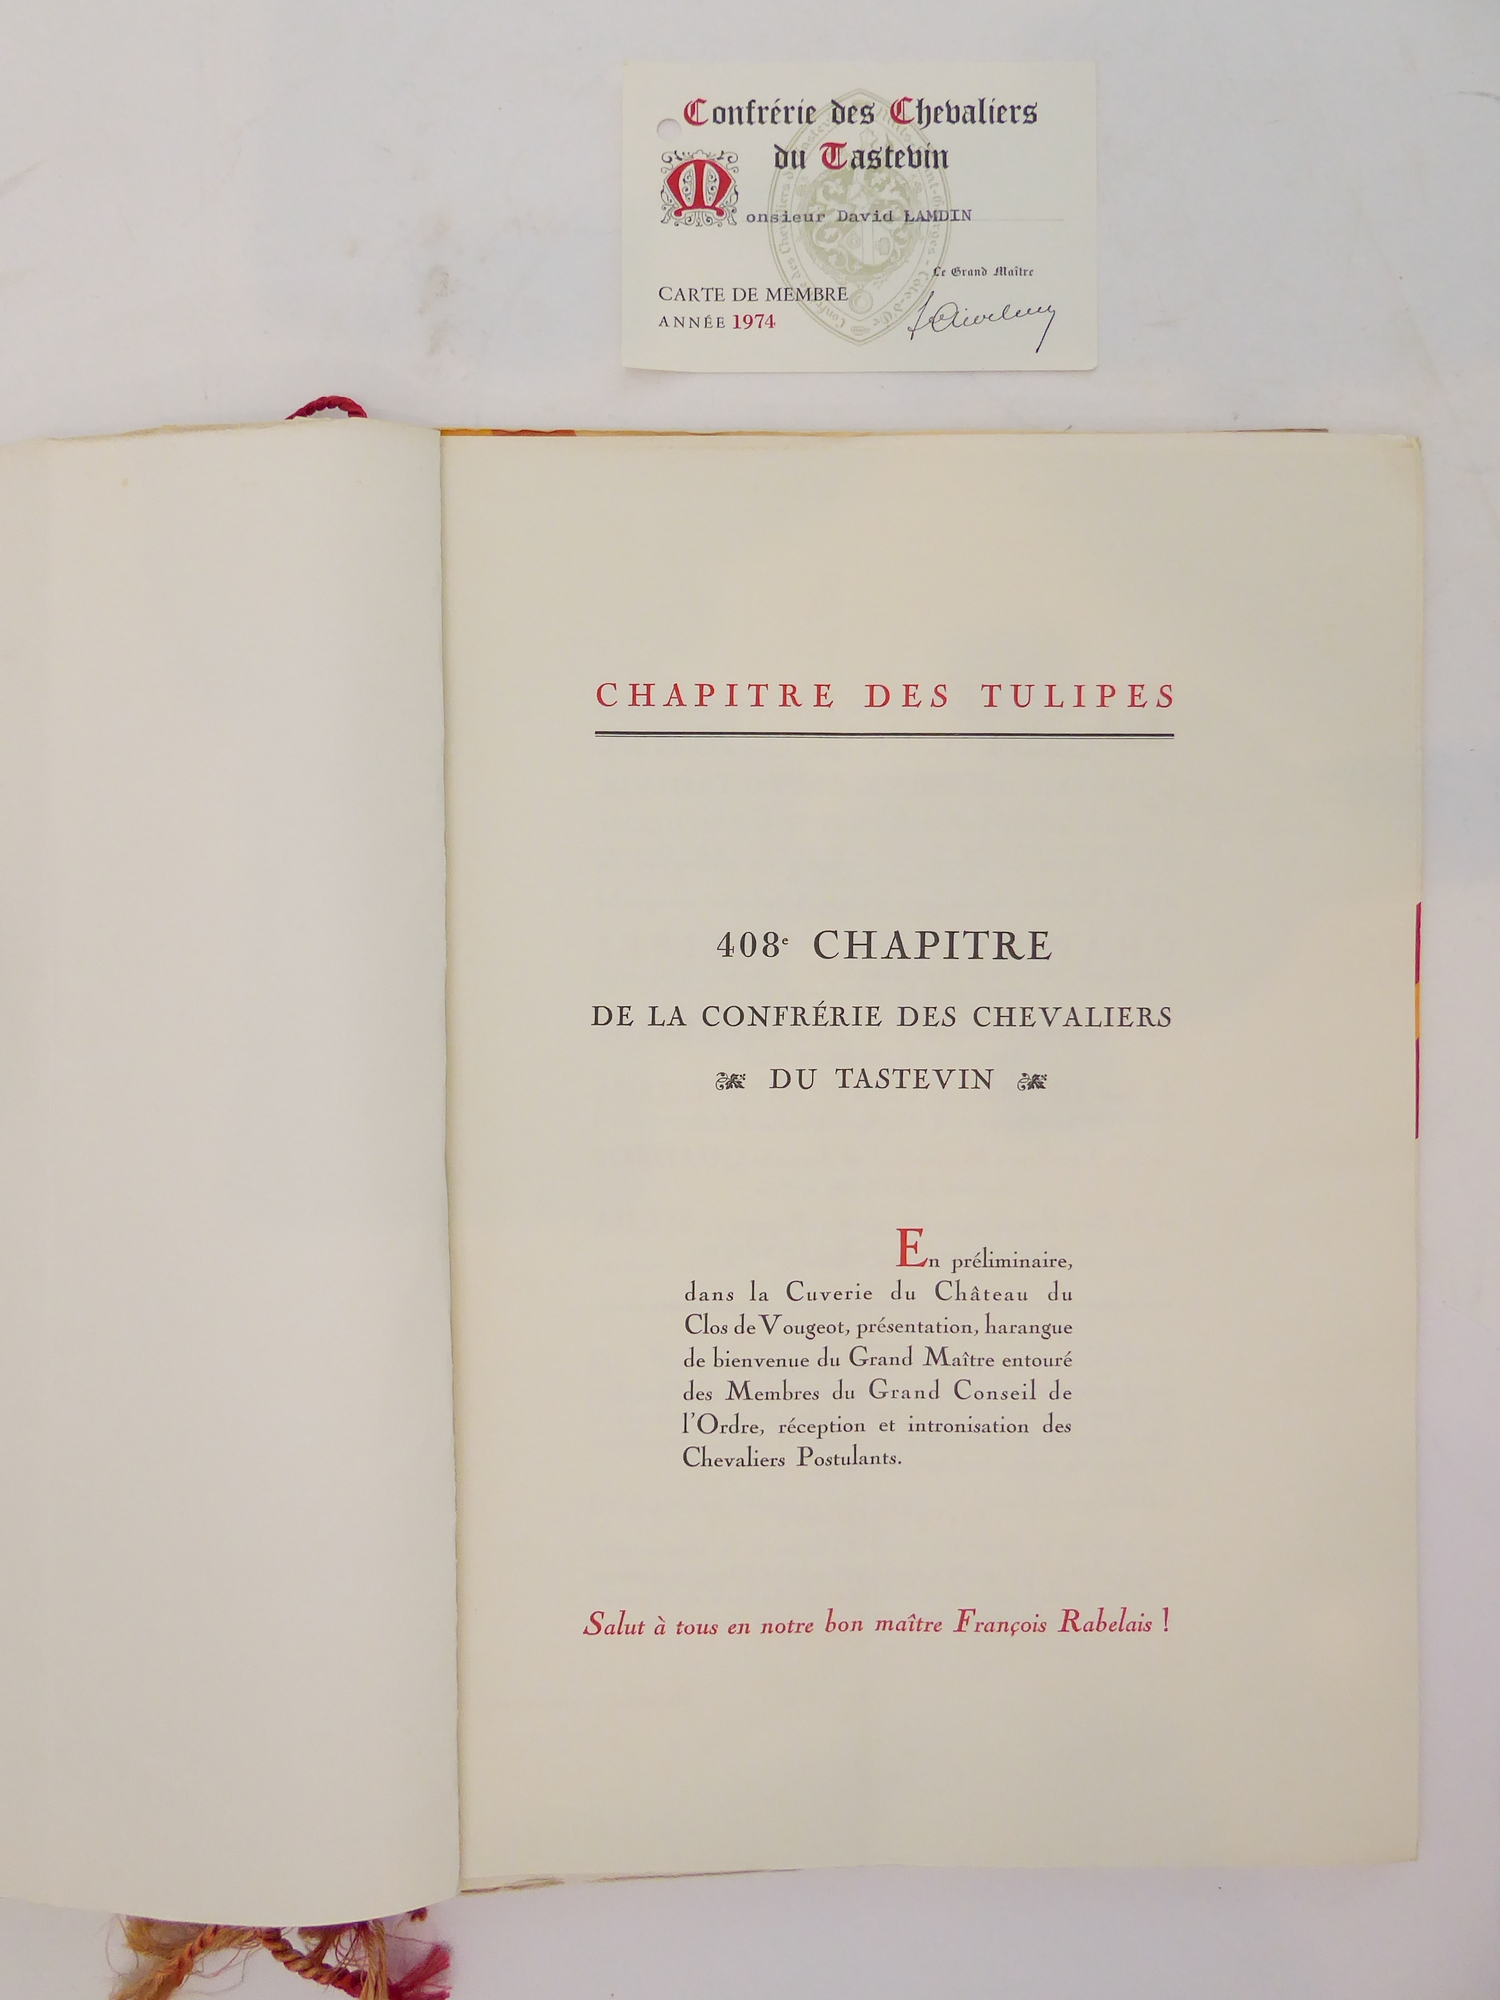 Confrérie des Chevaliers
du Tastevin
Monsieur David LAMDIN
Le Grand Maître
CARTE DE MEMBRE
ANNÉE 1974
CHAPITRE DES TULIPES
408e CHAPITRE
DE LA CONFRÉRIE DES CHEVALIERS
DU TASTEVIN
En préliminaire,
dans la Cuverie du Château du
Clos de Vougeot, présentation, harangue
de bienvenue du Grand Maître entouré
des Membres du Grand Conseil de
l'Ordre, réception et intronisation des
Chevaliers Postulants.
Salut à tous en notre bon maître François Rabelais !